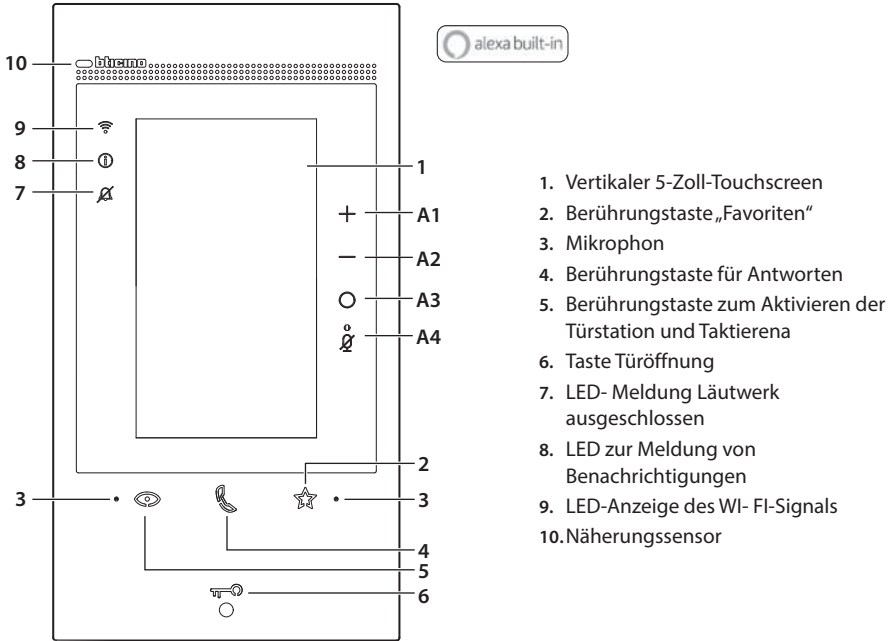 alexa built-in
10
bticino
9
8
7
1
A1
A2
A3
A4
2
3
3
4
5
6
1. Vertikaler 5-Zoll-Touchscreen
2. Berührungstaste „Favoriten“
3. Mikrophon
4. Berührungstaste für Antworten
5. Berührungstaste zum Aktivieren der
Türstation und Taktierena
6. Taste Türöffnung
7. LED- Meldung Läutwerk
ausgeschlossen
8. LED zur Meldung von
Benachrichtigungen
9. LED-Anzeige des WI- FI-Signals
10.Näherungssensor